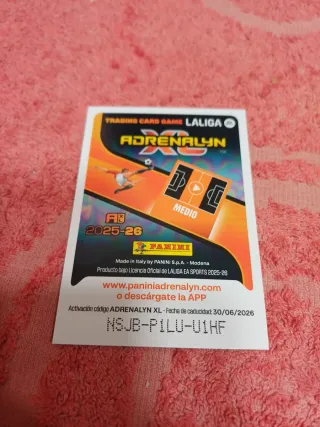 TRADING CARD GAME LALIGA
ADRENALYN
XL
MEDIO
2025-26
PANINI
Made in Italy by PANINI S.p.A. - Modena
Producto bajo Licencia Oficial de LALIGA EA SPORTS 2025-26
www.paniniadrenalyn.com
o descárgate la APP
Activación código ADRENALYN XL - Fecha de caducidad: 30/06/2026
NSJB-P1LU-U1HF